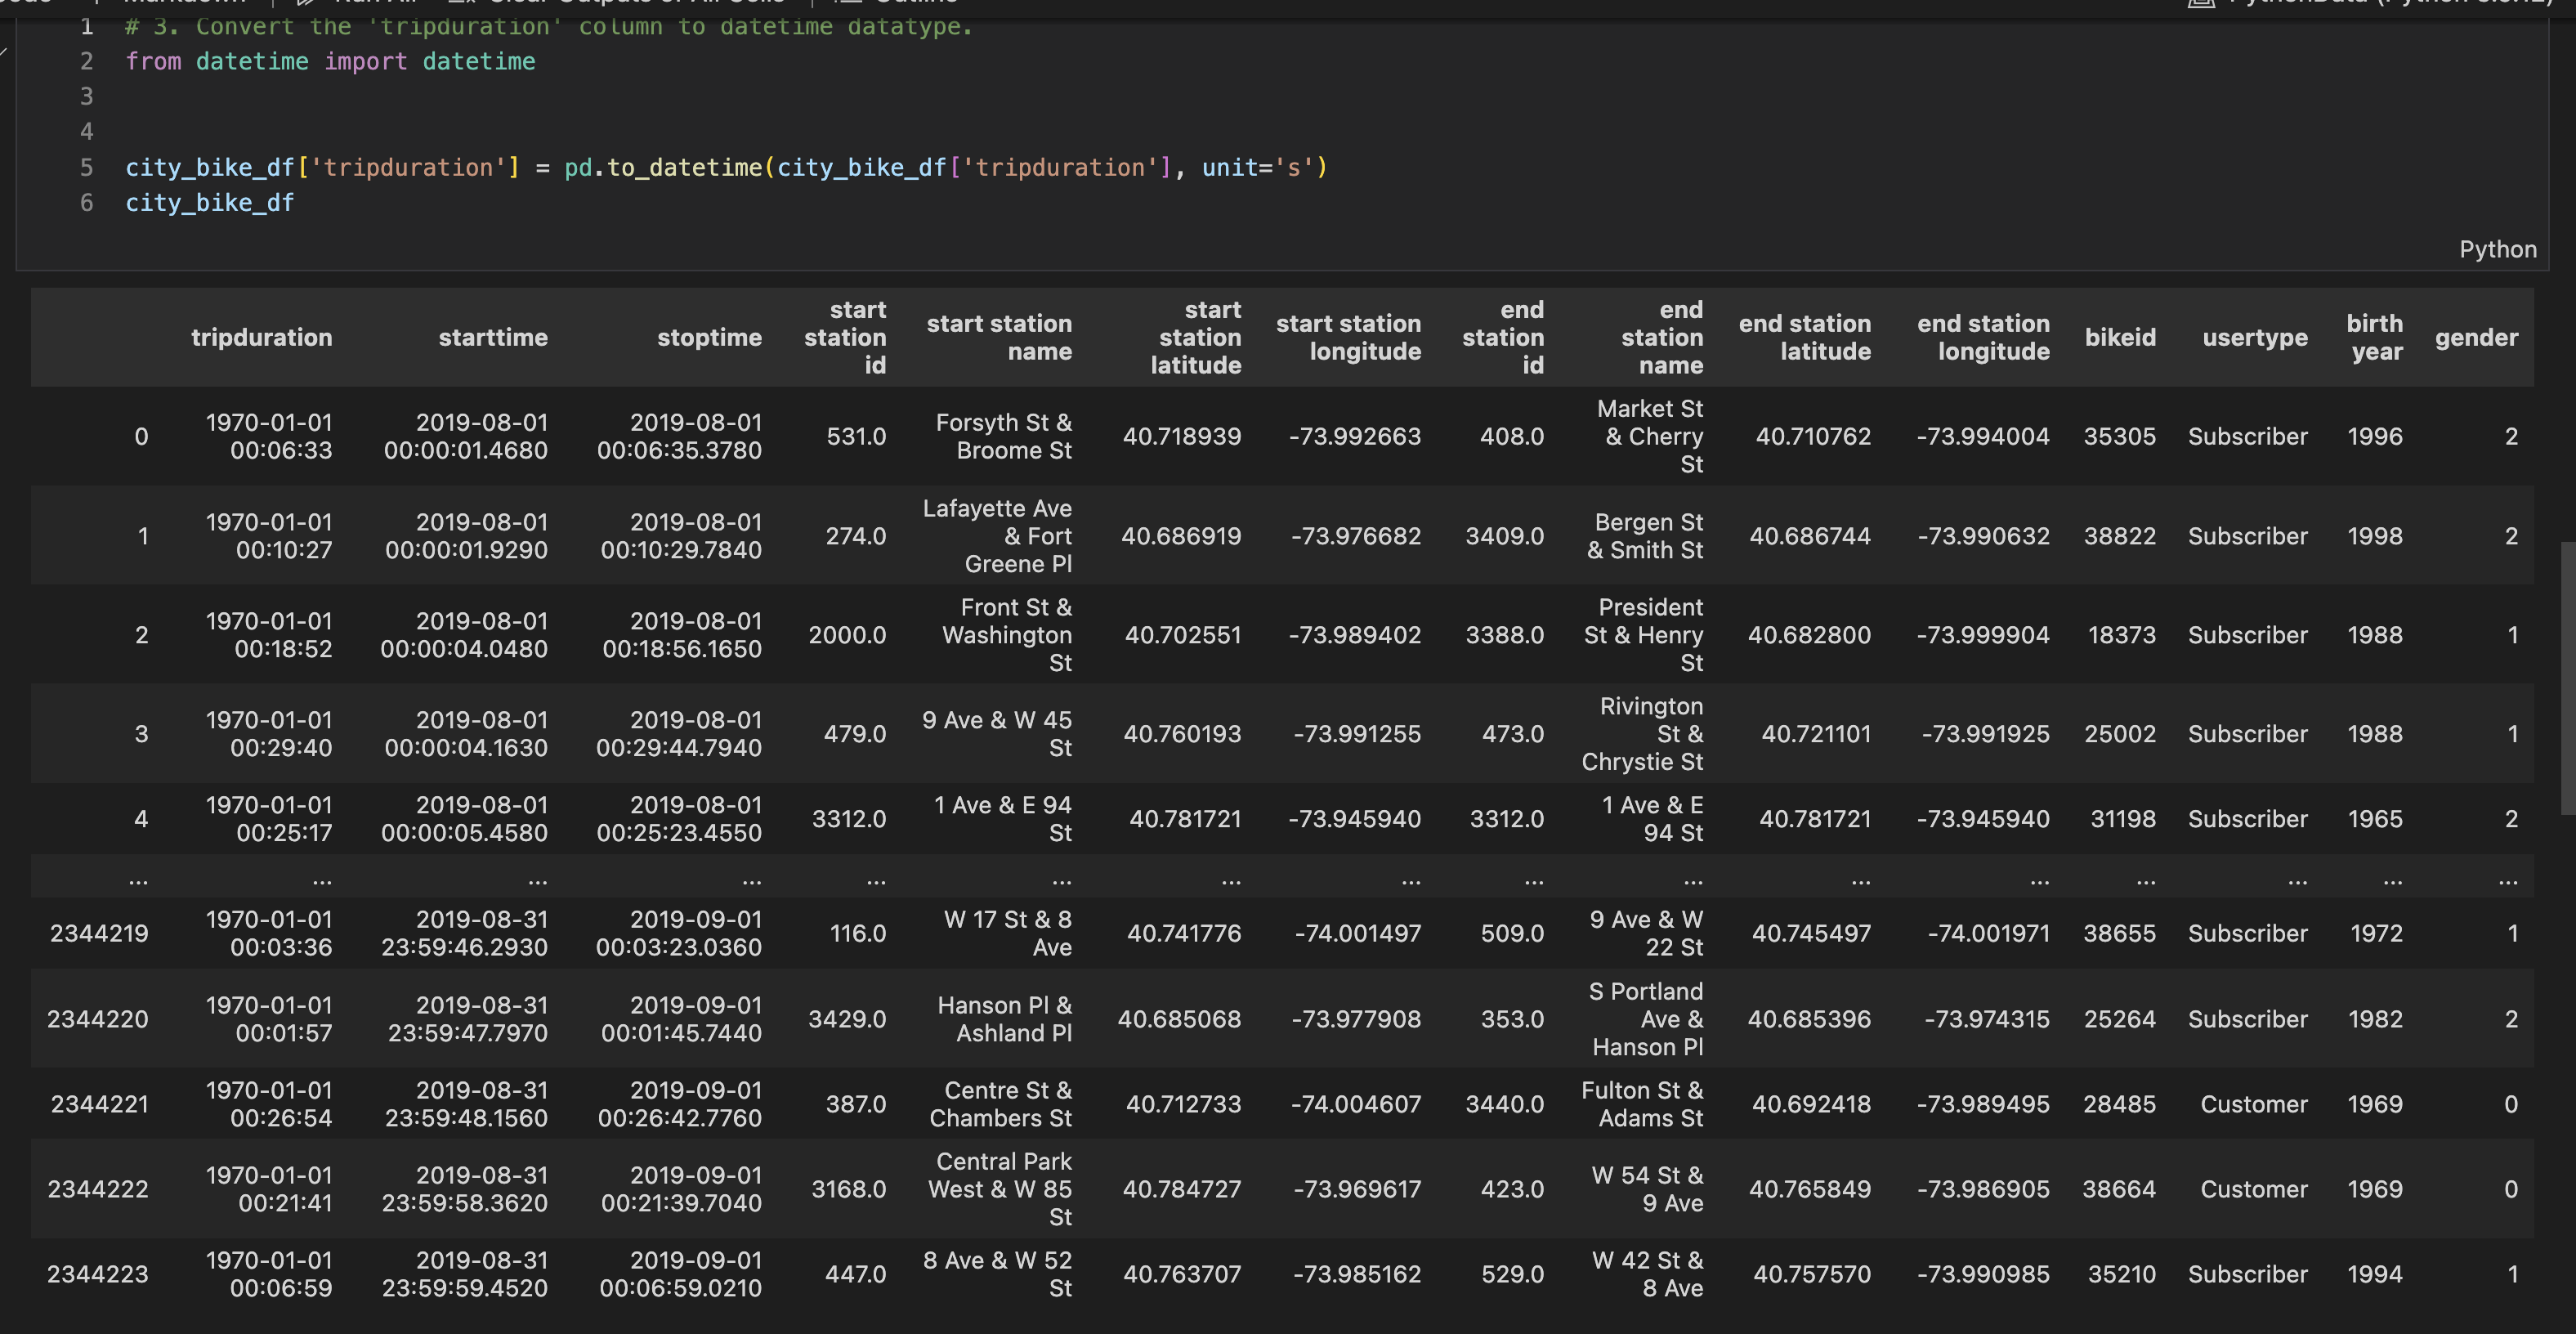 # 3. Convert the 'tripduration' column to datetime datatype.
1
2 from datetime import datetime
3
4
5 city_bike_df['tripduration'] = pd.to_datetime(city_bike_df['tripduration'], unit='s')
6 city_bike_df
Python
tripduration starttime stoptime start station id start station name start station latitude start station longitude end station id end station name end station latitude end station longitude bikeid usertype birth year gender
0 1970-01-01 00:06:33 2019-08-01 00:00:01.4680 2019-08-01 00:06:35.3780 531.0 Forsyth St & Broome St 40.718939 -73.992663 408.0 Market St & Cherry St 40.710762 -73.994004 35305 Subscriber 1996 2
1 1970-01-01 00:10:27 2019-08-01 00:00:01.9290 2019-08-01 00:10:29.7840 274.0 Lafayette Ave & Fort Greene Pl 40.686919 -73.976682 3409.0 Bergen St & Smith St 40.686744 -73.990632 38822 Subscriber 1998 2
2 1970-01-01 00:18:52 2019-08-01 00:00:04.0480 2019-08-01 00:18:56.1650 2000.0 Front St & Washington St 40.702551 -73.989402 3388.0 President St & Henry St 40.682800 -73.999904 18373 Subscriber 1988 1
3 1970-01-01 00:29:40 2019-08-01 00:00:04.1630 2019-08-01 00:29:44.7940 479.0 9 Ave & W 45 St 40.760193 -73.991255 473.0 Rivington St & Chrystie St 40.721101 -73.991925 25002 Subscriber 1988 1
4 1970-01-01 00:25:17 2019-08-01 00:00:05.4580 2019-08-01 00:25:23.4550 3312.0 1 Ave & E 94 St 40.781721 -73.945940 3312.0 1 Ave & E 94 St 40.781721 -73.945940 31198 Subscriber 1965 2
... ... ... ... ... ... ... ... ... ... ... ... ... ... ... ...
2344219 1970-01-01 00:03:36 2019-08-31 23:59:46.2930 2019-09-01 00:03:23.0360 116.0 W 17 St & 8 Ave 40.741776 -74.001497 509.0 9 Ave & W 22 St 40.745497 -74.001971 38655 Subscriber 1972 1
2344220 1970-01-01 00:01:57 2019-08-31 23:59:47.7970 2019-09-01 00:01:45.7440 3429.0 Hanson Pl & Ashland Pl 40.685068 -73.977908 353.0 S Portland Ave & Hanson Pl 40.685396 -73.974315 25264 Subscriber 1982 2
2344221 1970-01-01 00:26:54 2019-08-31 23:59:48.1560 2019-09-01 00:26:42.7760 387.0 Centre St & Chambers St 40.712733 -74.004607 3440.0 Fulton St & Adams St 40.692418 -73.989495 28485 Customer 1969 0
2344222 1970-01-01 00:21:41 2019-08-31 23:59:58.3620 2019-09-01 00:21:39.7040 3168.0 Central Park West & W 85 St 40.784727 -73.969617 423.0 W 54 St & 9 Ave 40.765849 -73.986905 38664 Customer 1969 0
2344223 1970-01-01 00:06:59 2019-08-31 23:59:59.4520 2019-09-01 00:06:59.0210 447.0 8 Ave & W 52 St 40.763707 -73.985162 529.0 W 42 St & 8 Ave 40.757570 -73.990985 35210 Subscriber 1994 1